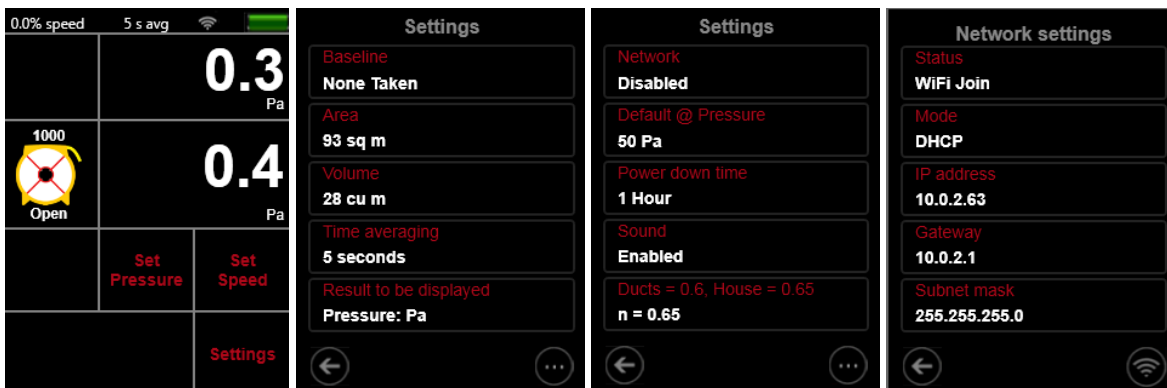 0.0% speed 5 s avg
0.3
Pa
1000
Open
0.4
Pa
Set Pressure
Set Speed
Settings
Settings
Baseline
None Taken
Area
93 sq m
Volume
28 cu m
Time averaging
5 seconds
Result to be displayed
Pressure: Pa
Settings
Network
Disabled
Default @ Pressure
50 Pa
Power down time
1 Hour
Sound
Enabled
Ducts = 0.6, House = 0.65
n = 0.65
Network settings
Status
WiFi Join
Mode
DHCP
IP address
10.0.2.63
Gateway
10.0.2.1
Subnet mask
255.255.255.0